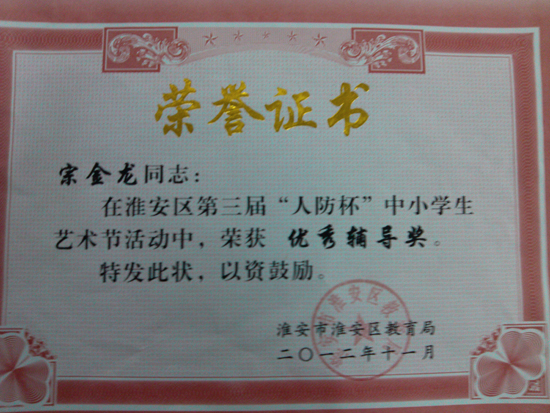 荣誉证书
宗金龙同志：
在淮安区第三届“人防杯”中小学生
艺术节活动中，荣获 优秀辅导奖。
特发此状，以资鼓励。
淮安市淮安区教育局
二〇一二年十一月